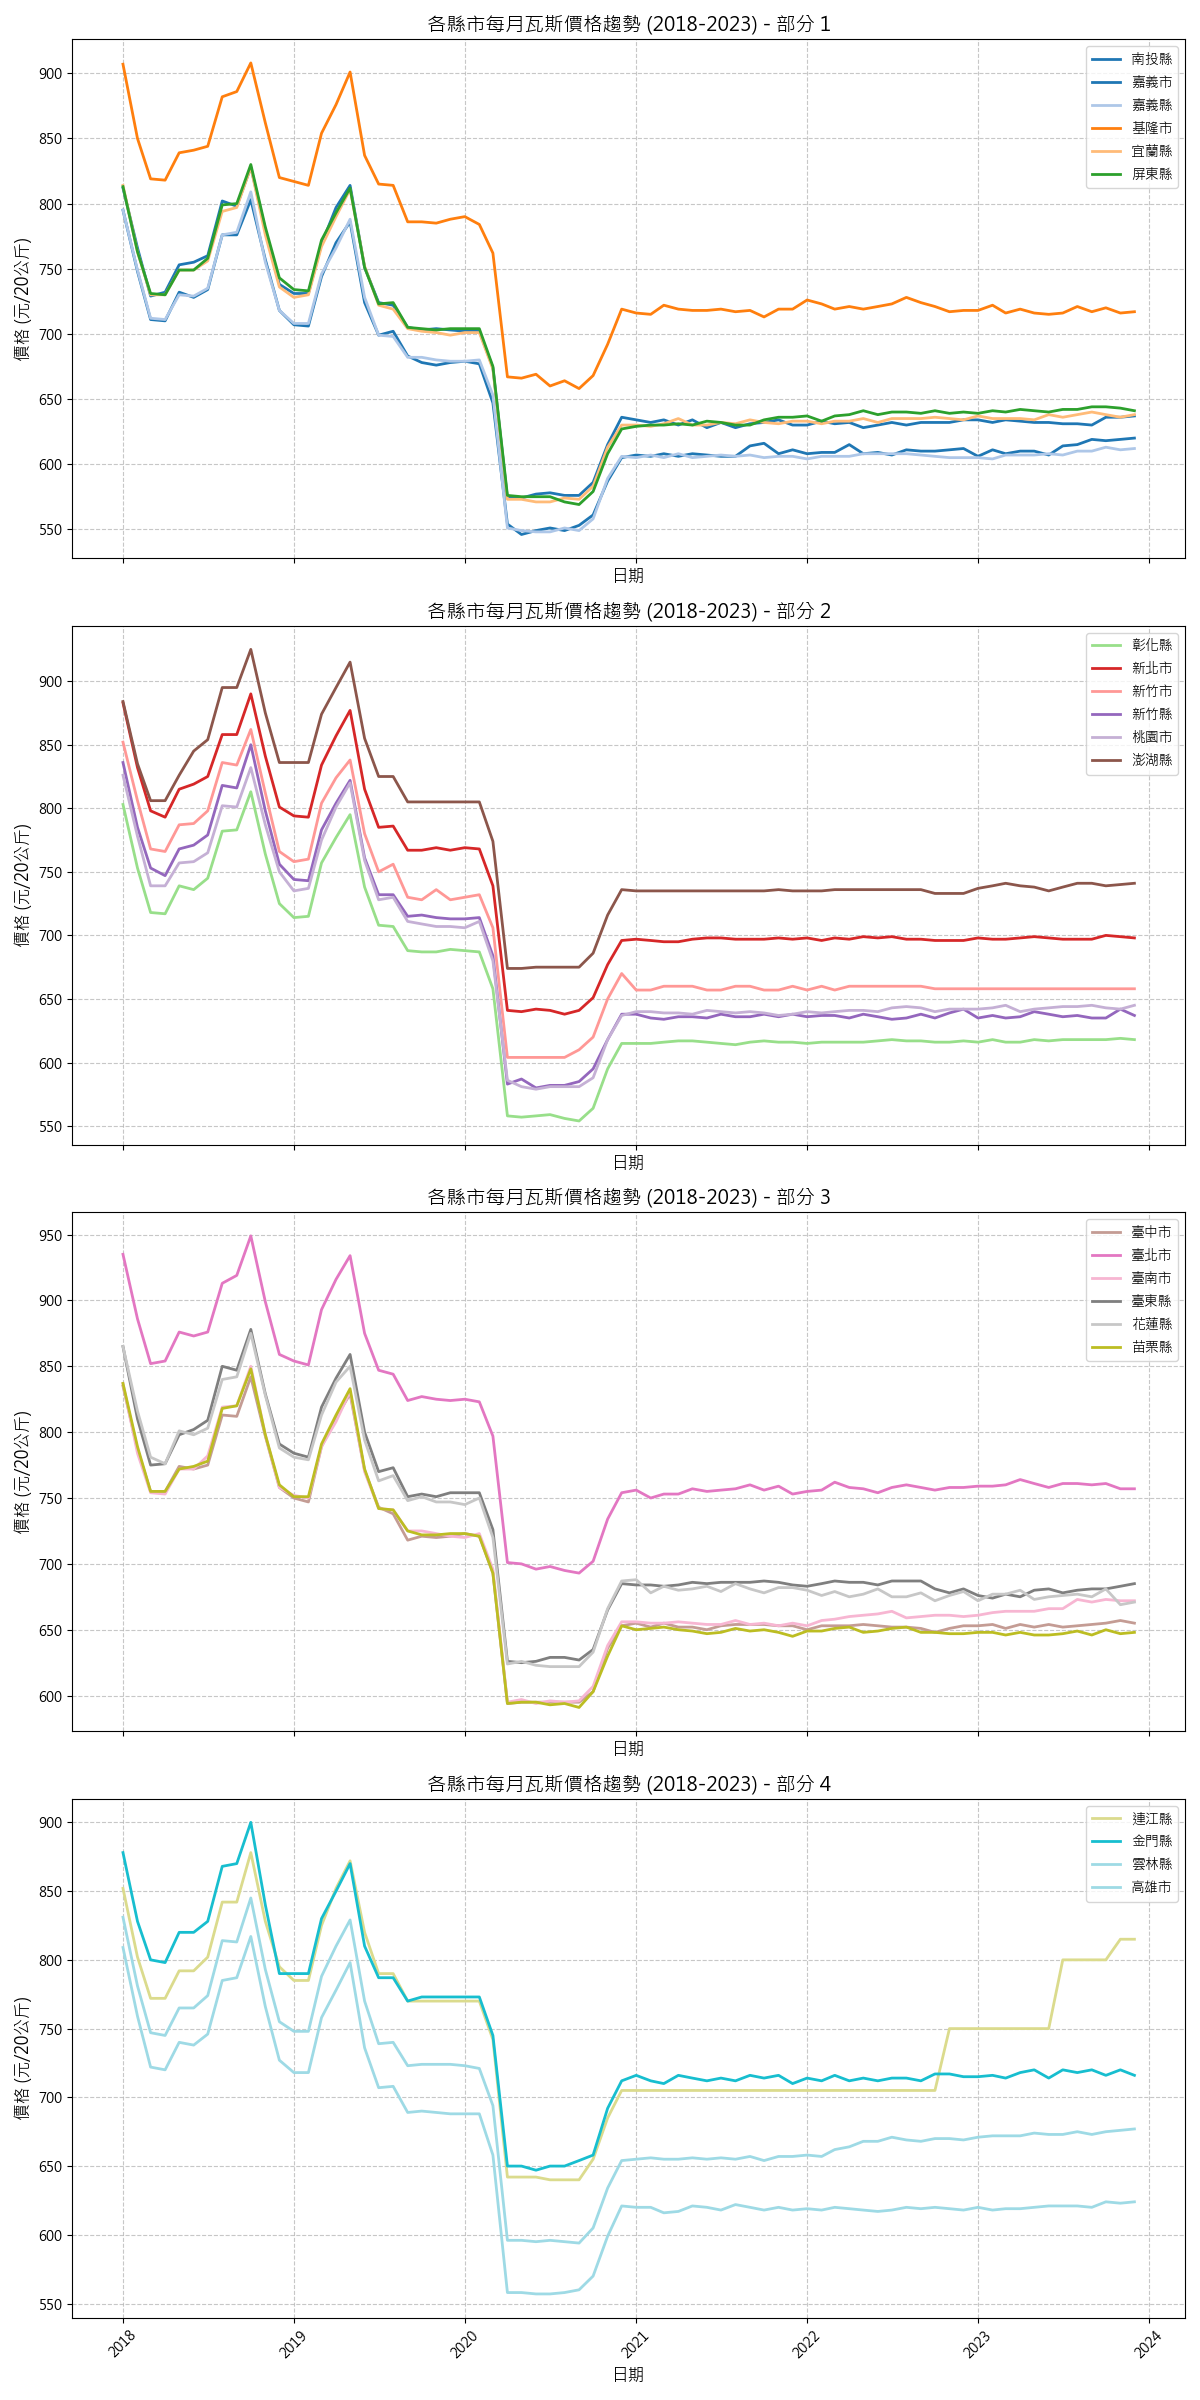 各縣市每月瓦斯價格趨勢 (2018-2023) - 部分 1
900
850
800
750
700
650
600
550
價格 (元/20公斤)
日期
南投縣
嘉義市
嘉義縣
基隆市
宜蘭縣
屏東縣
各縣市每月瓦斯價格趨勢 (2018-2023) - 部分 2
900
850
800
750
700
650
600
550
價格 (元/20公斤)
日期
彰化縣
新北市
新竹市
新竹縣
桃園市
澎湖縣
各縣市每月瓦斯價格趨勢 (2018-2023) - 部分 3
950
900
850
800
750
700
650
600
價格 (元/20公斤)
日期
臺中市
臺北市
臺南市
臺東縣
花蓮縣
苗栗縣
各縣市每月瓦斯價格趨勢 (2018-2023) - 部分 4
900
850
800
750
700
650
600
550
價格 (元/20公斤)
連江縣
金門縣
雲林縣
高雄市
2018
2019
2020
2021
2022
2023
2024
日期